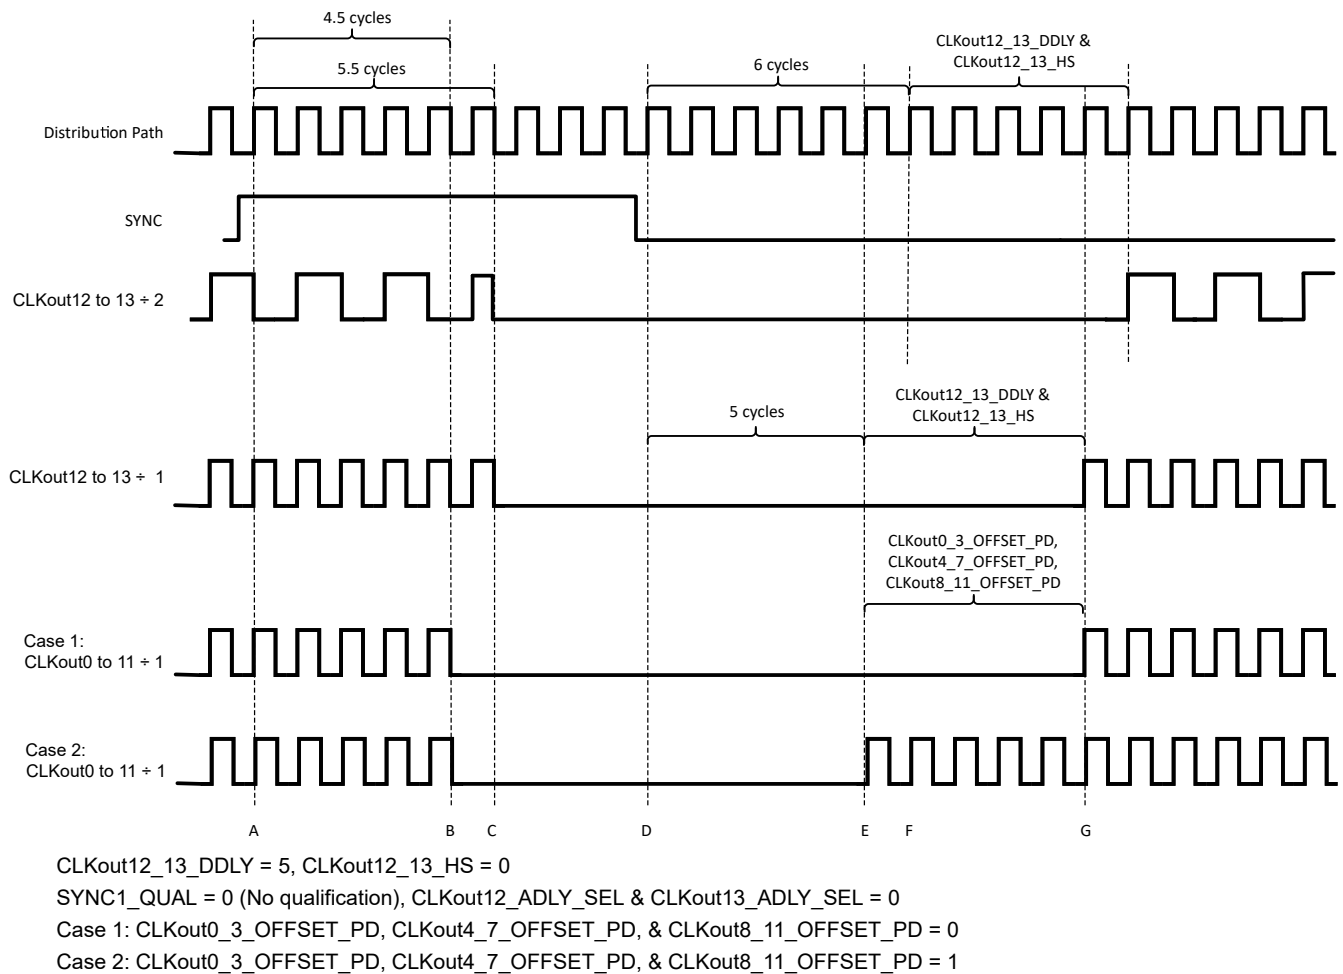 4.5 cycles
5.5 cycles
6 cycles
CLKout12_13_DDLY &
CLKout12_13_HS
Distribution Path
SYNC
CLKout12 to 13 ÷ 2
5 cycles
CLKout12_13_DDLY &
CLKout12_13_HS
CLKout12 to 13 ÷ 1
CLKout0_3_OFFSET_PD,
CLKout4_7_OFFSET_PD,
CLKout8_11_OFFSET_PD
Case 1:
CLKout0 to 11 ÷ 1
Case 2:
CLKout0 to 11 ÷ 1
A B C D E F G
CLKout12_13_DDLY = 5, CLKout12_13_HS = 0
SYNC1_QUAL = 0 (No qualification), CLKout12_ADLY_SEL & CLKout13_ADLY_SEL = 0
Case 1: CLKout0_3_OFFSET_PD, CLKout4_7_OFFSET_PD, & CLKout8_11_OFFSET_PD = 0
Case 2: CLKout0_3_OFFSET_PD, CLKout4_7_OFFSET_PD, & CLKout8_11_OFFSET_PD = 1